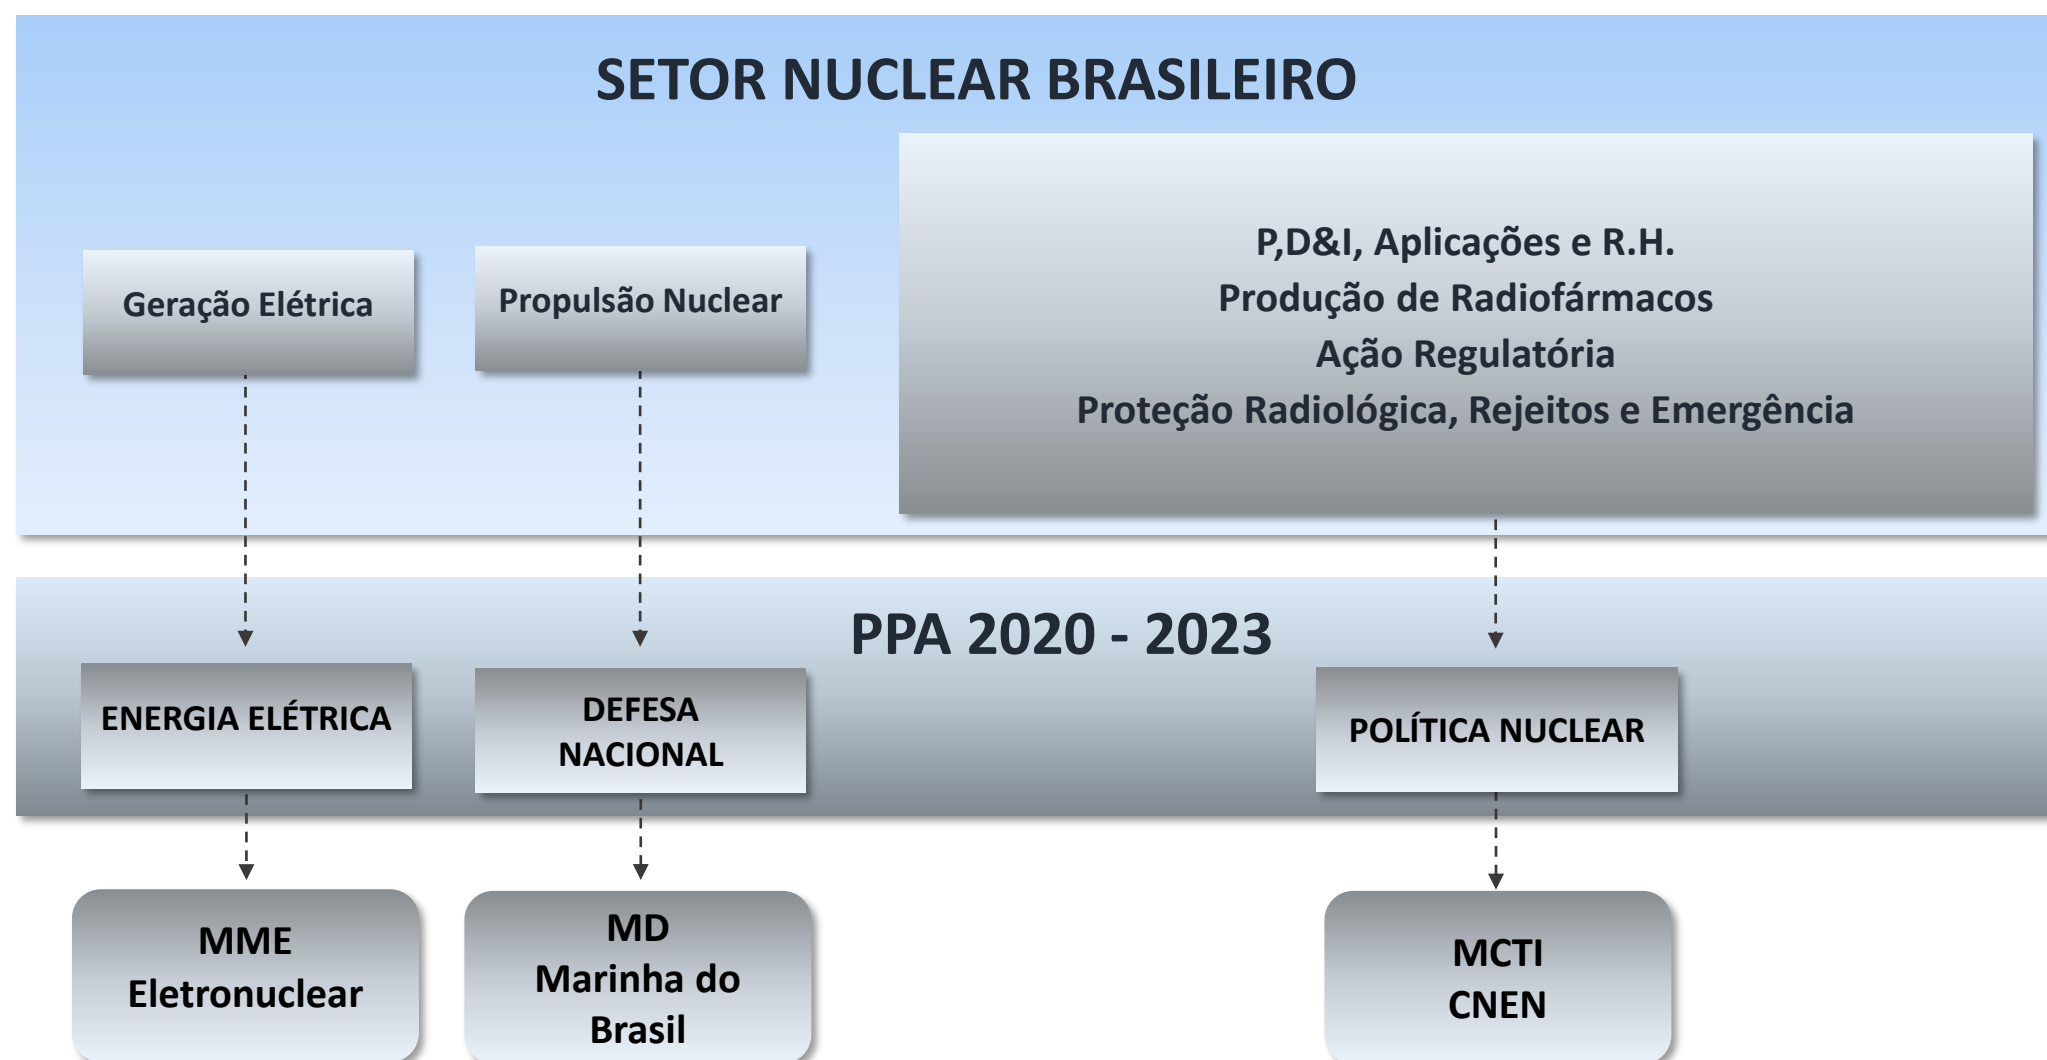 SETOR NUCLEAR BRASILEIRO
Geração Elétrica
Propulsão Nuclear
P,D&I, Aplicações e R.H.
Produção de Radiofármacos
Ação Regulatória
Proteção Radiológica, Rejeitos e Emergência
PPA 2020 - 2023
ENERGIA ELÉTRICA
DEFESA
NACIONAL
POLÍTICA NUCLEAR
MME
Eletronuclear
MD
Marinha do
Brasil
MCTI
CNEN